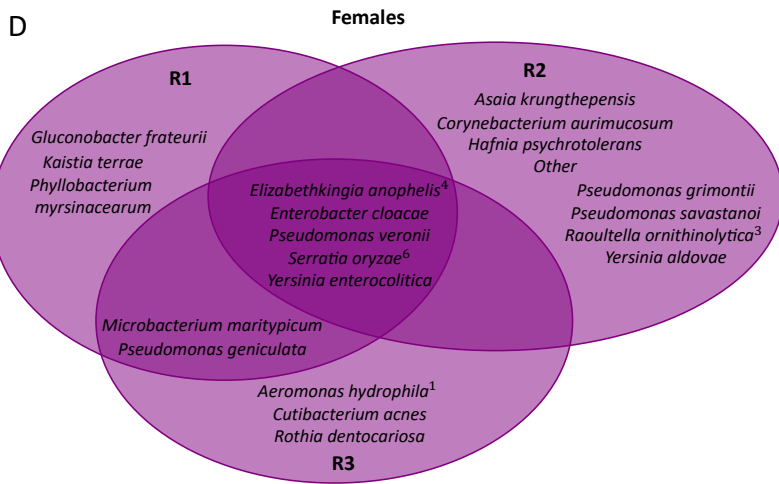 D
Females
R1
Gluconobacter frateurii
Kaistia terrae
Phyllobacterium
myrsinacearum
R2
Asaia krungthepensis
Corynebacterium aurimucosum
Hafnia psychrotolerans
Other
Pseudomonas grimontii
Pseudomonas savastanoi
Raoultella ornithinolytica³
Yersinia aldovae
Elizabethkingia anophelis⁴
Enterobacter cloacae
Pseudomonas veronii
Serratia oryzae⁶
Yersinia enterocolitica
Microbacterium maritypicum
Pseudomonas geniculata
Aeromonas hydrophila¹
Cutibacterium acnes
Rothia dentocariosa
R3